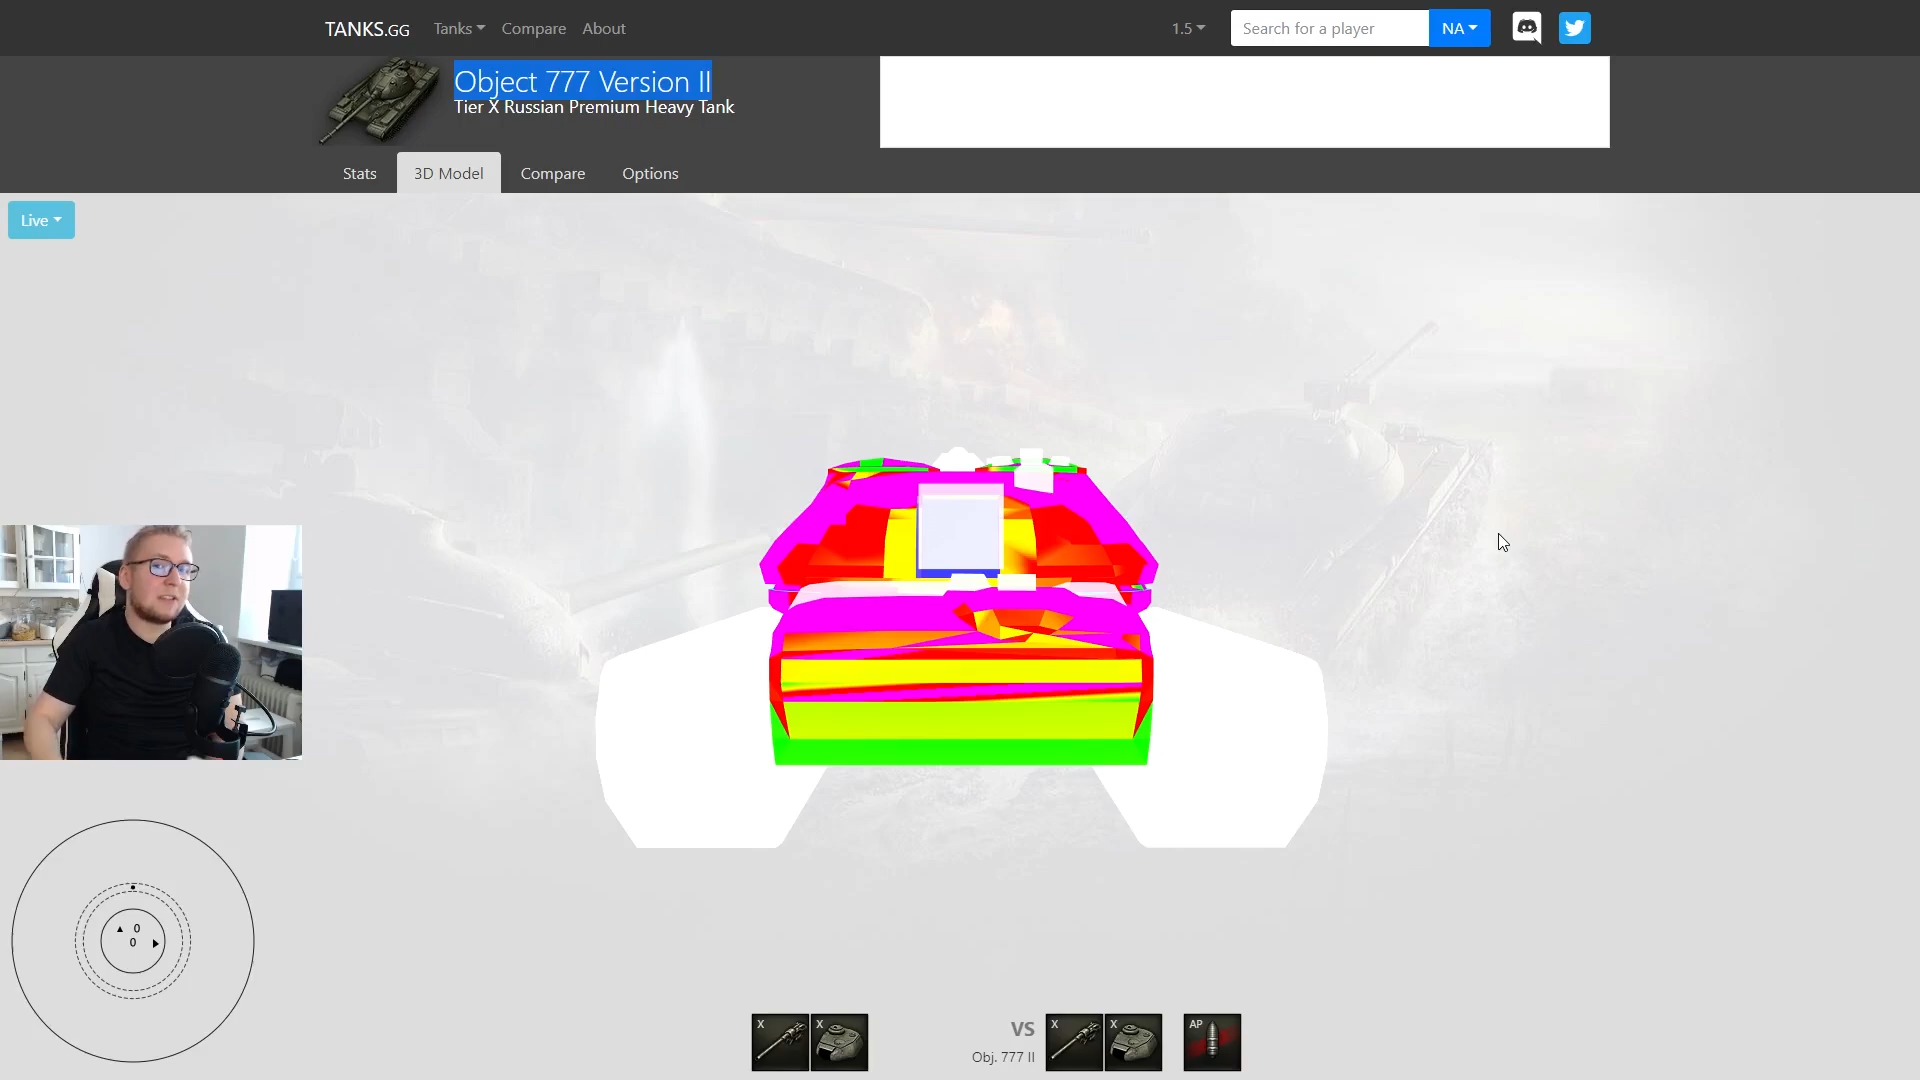 TANKS.GG Tanks Compare About 1.5 Search for a player NA
Object 777 Version II
Tier X Russian Premium Heavy Tank
Stats 3D Model Compare Options
Live
0
0
X X VS X X AP
Obj. 777 II